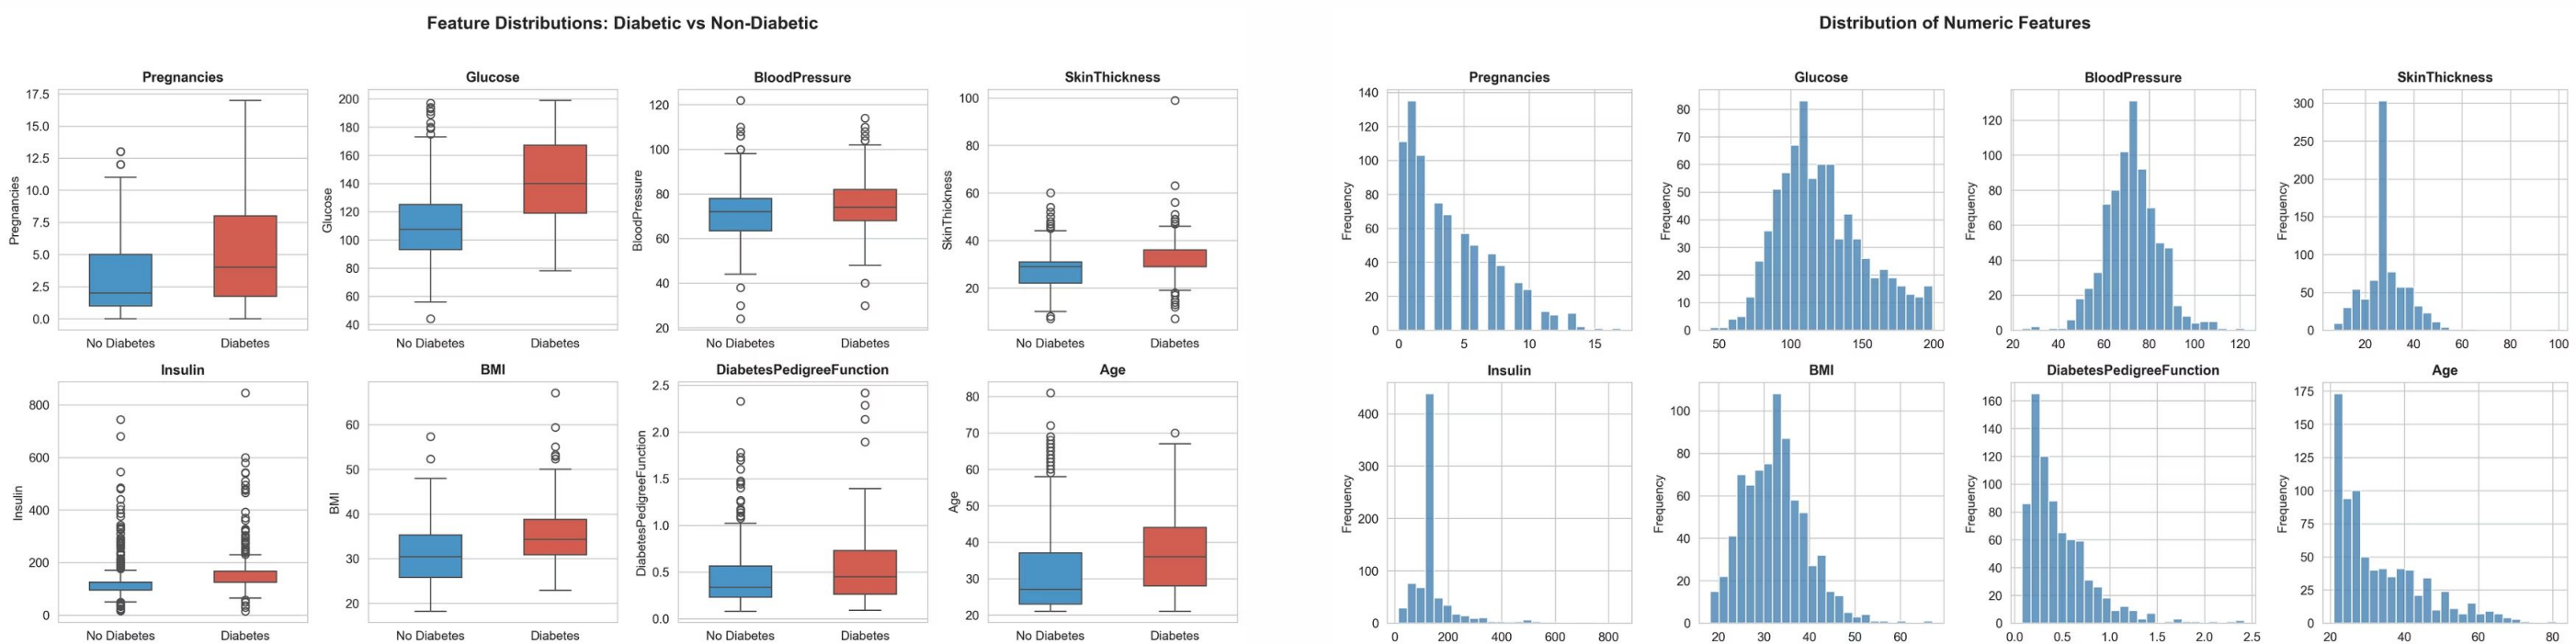 Feature Distributions: Diabetic vs Non-Diabetic
Pregnancies
Pregnancies
17.5
15.0
12.5
10.0
7.5
5.0
2.5
0.0
No Diabetes
Diabetes
Glucose
Glucose
200
180
160
140
120
100
80
60
40
No Diabetes
Diabetes
BloodPressure
BloodPressure
120
100
80
60
40
20
No Diabetes
Diabetes
SkinThickness
SkinThickness
100
80
60
40
20
No Diabetes
Diabetes
Insulin
Insulin
800
600
400
200
0
No Diabetes
Diabetes
BMI
BMI
60
50
40
30
20
No Diabetes
Diabetes
DiabetesPedigreeFunction
DiabetesPedigreeFunction
2.5
2.0
1.5
1.0
0.5
0.0
No Diabetes
Diabetes
Age
Age
80
70
60
50
40
30
20
No Diabetes
Diabetes
Distribution of Numeric Features
Pregnancies
Frequency
140
120
100
80
60
40
20
0
0 5 10 15
Glucose
Frequency
80
70
60
50
40
30
20
10
0
50 100 150 200
BloodPressure
Frequency
120
100
80
60
40
20
0
20 40 60 80 100 120
SkinThickness
Frequency
300
250
200
150
100
50
0
20 40 60 80 100
Insulin
Frequency
400
300
200
100
0
0 200 400 600 800
BMI
Frequency
100
80
60
40
20
0
20 30 40 50 60
DiabetesPedigreeFunction
Frequency
160
140
120
100
80
60
40
20
0
0.0 0.5 1.0 1.5 2.0 2.5
Age
Frequency
175
150
125
100
75
50
25
0
20 40 60 80